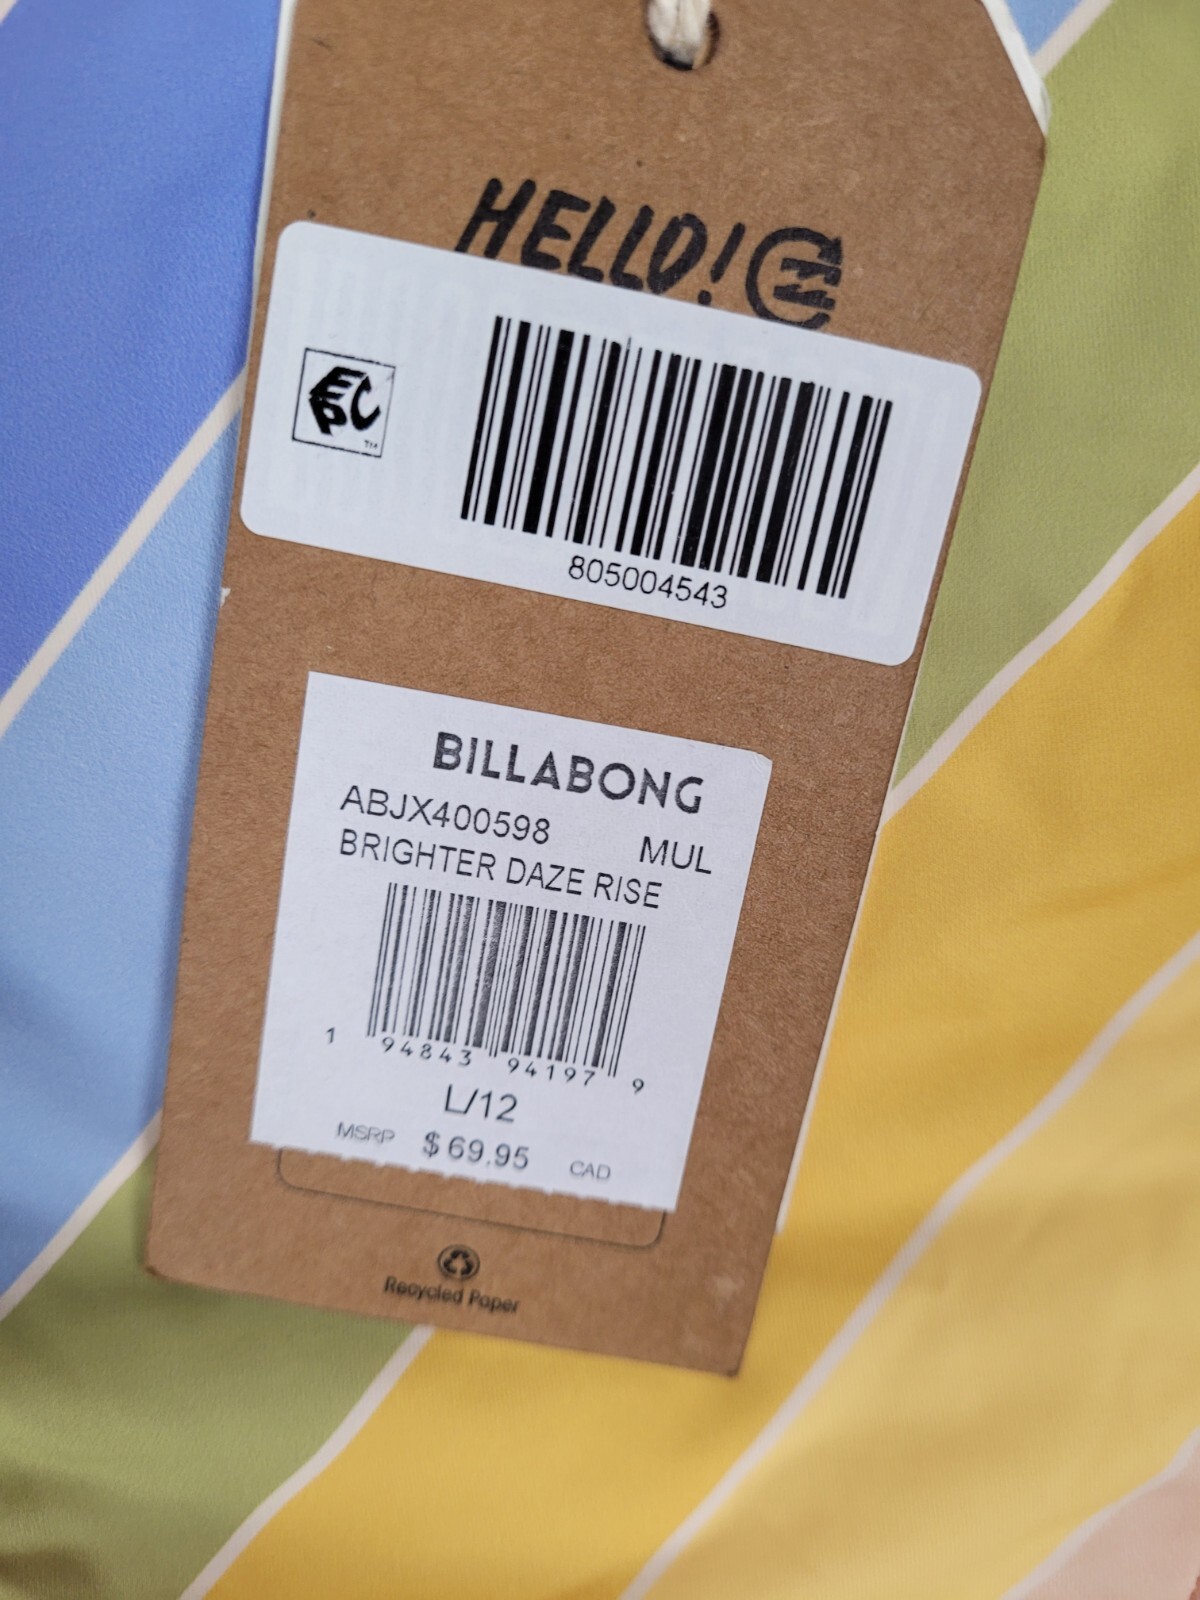 HELLO!
EPC
TM
805004543
BILLABONG
ABJX400598 MUL
BRIGHTER DAZE RISE
1 94843 94197 9
L/12
MSRP $69.95 CAD
Recycled Paper